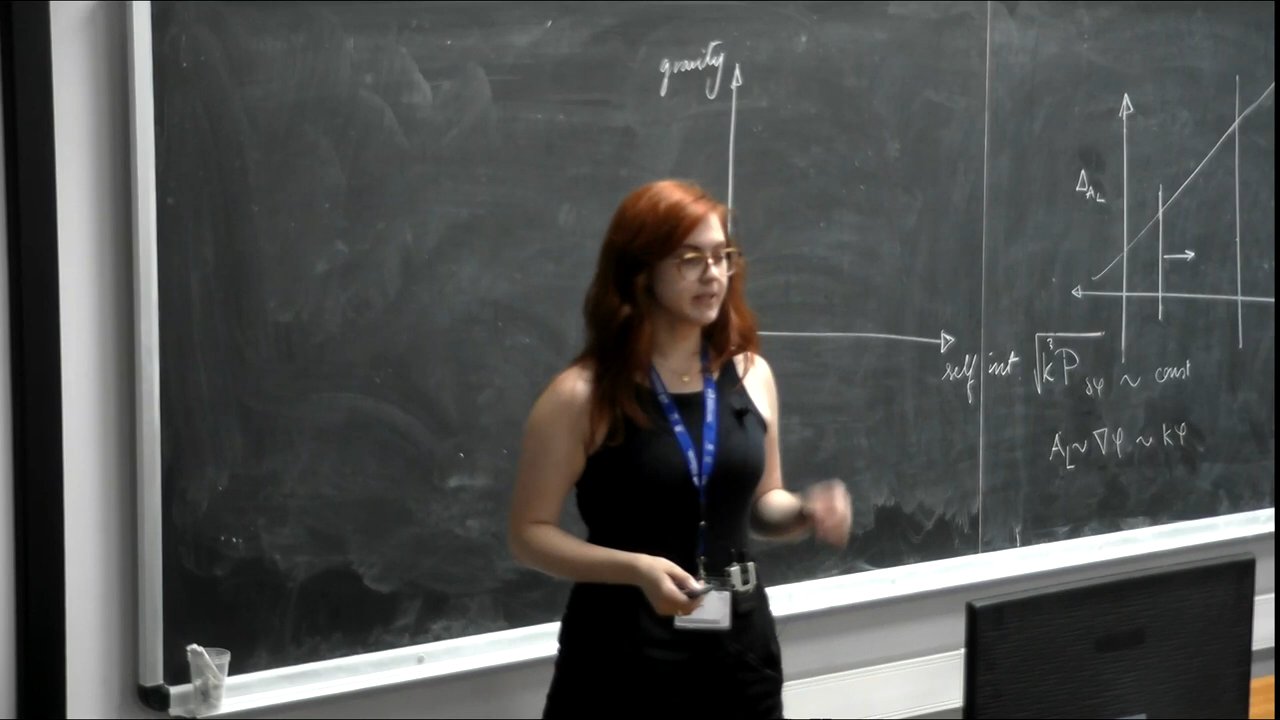 gravity
Δ_{A_L}
self int.
√(k³P_{δφ}) ~ const
A_L ~ ∇φ ~ kφ